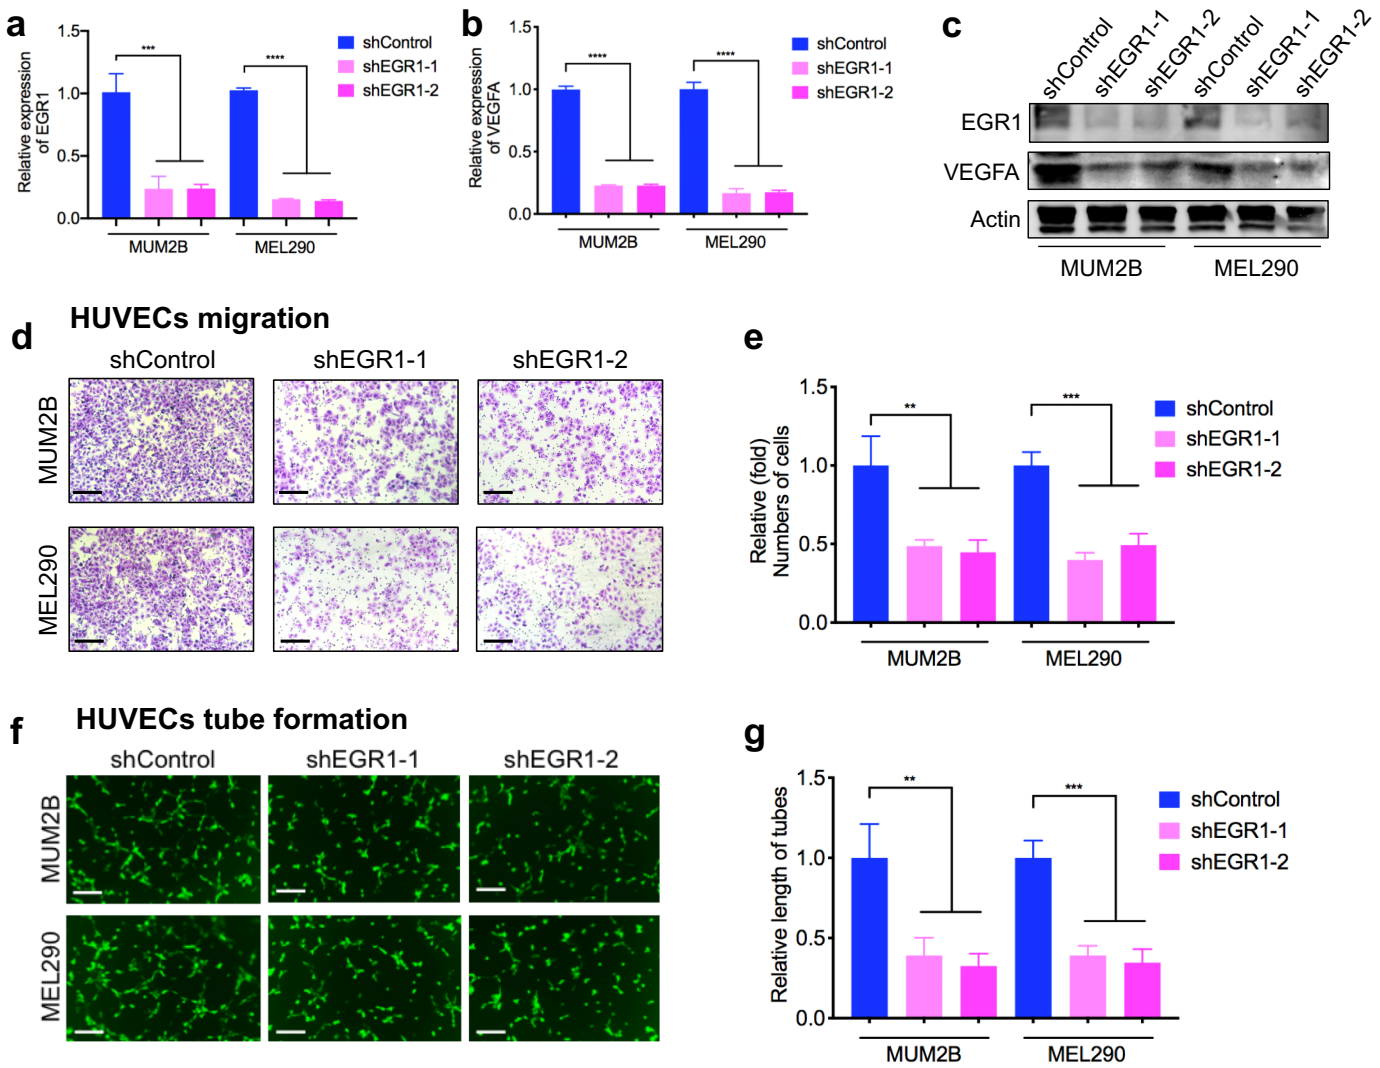 a
1.5
1.0
0.5
0.0
Relative expression
of EGR1
***
****
MUM2B
MEL290
shControl
shEGR1-1
shEGR1-2
b
1.5
1.0
0.5
0.0
Relative expression
of VEGFA
****
****
MUM2B
MEL290
shControl
shEGR1-1
shEGR1-2
c
shControl
shEGR1-1
shEGR1-2
shControl
shEGR1-1
shEGR1-2
EGR1
VEGFA
Actin
MUM2B
MEL290
d
HUVECs migration
shControl
shEGR1-1
shEGR1-2
MUM2B
MEL290
e
1.5
1.0
0.5
0.0
Relative (fold)
Numbers of cells
**
***
MUM2B
MEL290
shControl
shEGR1-1
shEGR1-2
f
HUVECs tube formation
shControl
shEGR1-1
shEGR1-2
MUM2B
MEL290
g
1.5
1.0
0.5
0.0
Relative length of tubes
**
***
MUM2B
MEL290
shControl
shEGR1-1
shEGR1-2